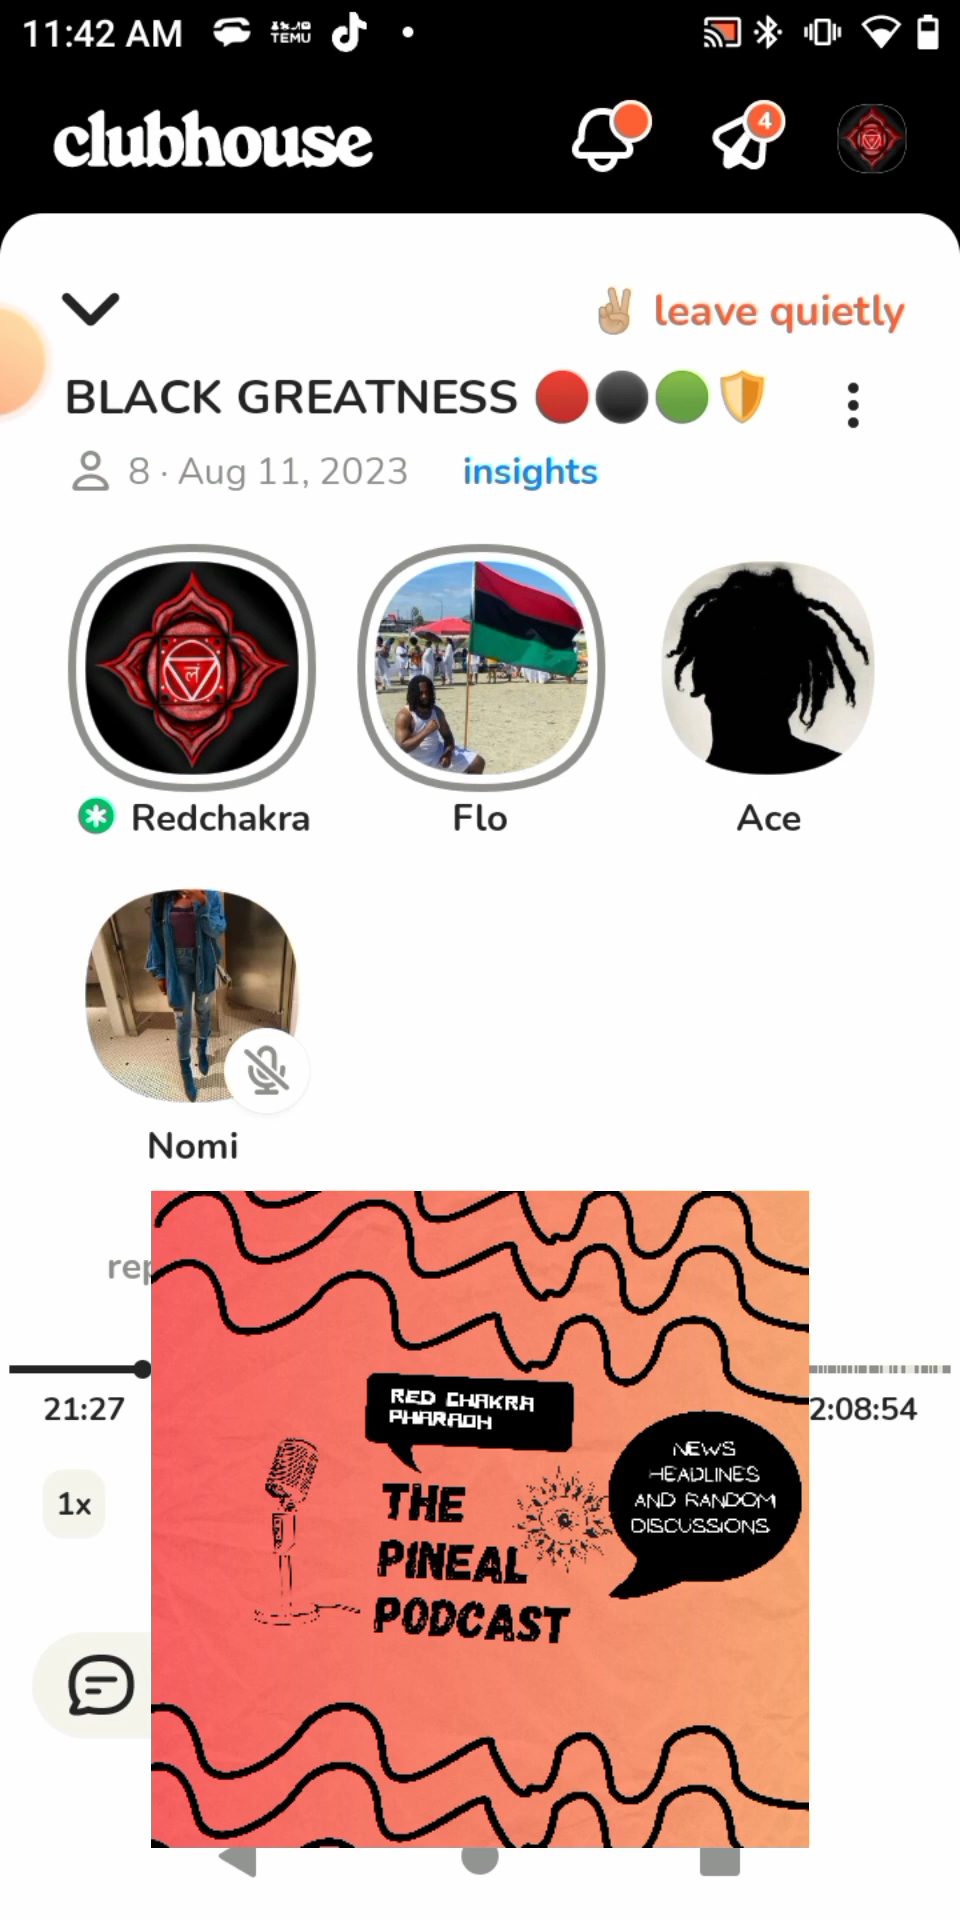 11:42 AM
TEMU
clubhouse
4
✌🏼 leave quietly
BLACK GREATNESS 🔴⚫🟢🛡️
8 · Aug 11, 2023 insights
Redchakra Flo Ace
Nomi
rep
21:27
2:08:54
1x
RED CHAKRA
PHARAOH
THE
PINEAL
PODCAST
NEWS
HEADLINES
AND RANDOM
DISCUSSIONS